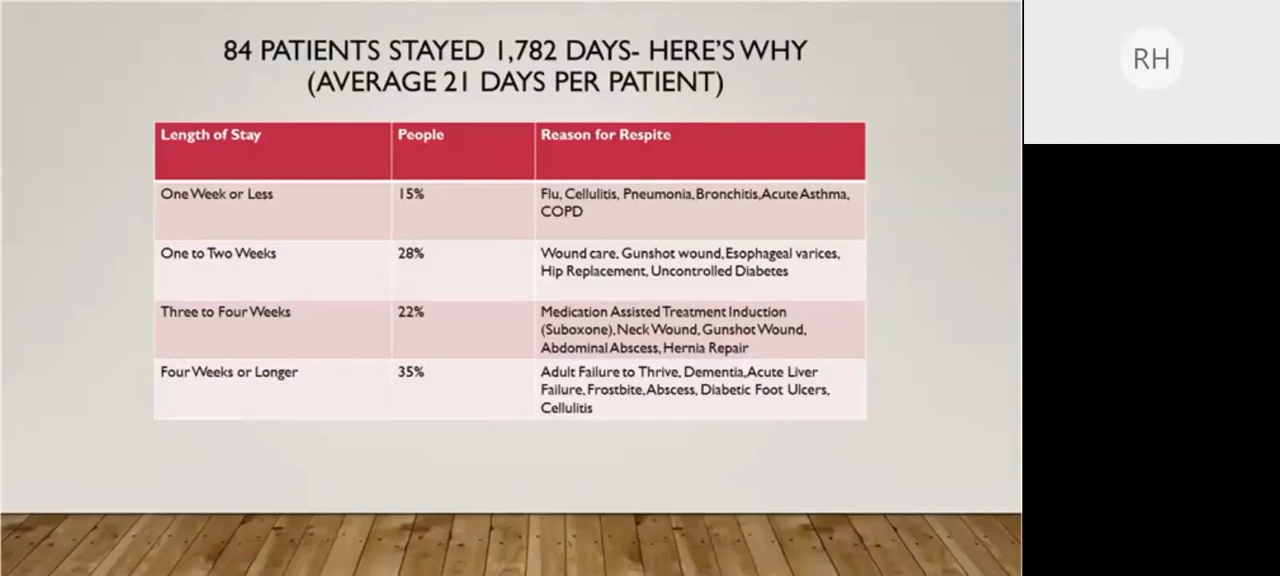 84 PATIENTS STAYED 1,782 DAYS- HERE'S WHY
(AVERAGE 21 DAYS PER PATIENT)
RH
Length of Stay People Reason for Respite
One Week or Less 15% Flu, Cellulitis, Pneumonia, Bronchitis, Acute Asthma,
COPD
One to Two Weeks 28% Wound care, Gunshot wound, Esophageal varices,
Hip Replacement, Uncontrolled Diabetes
Three to Four Weeks 22% Medication Assisted Treatment Induction
(Suboxone), Neck Wound, Gunshot Wound,
Abdominal Abscess, Hernia Repair
Four Weeks or Longer 35% Adult Failure to Thrive, Dementia, Acute Liver
Failure, Frostbite, Abscess, Diabetic Foot Ulcers,
Cellulitis